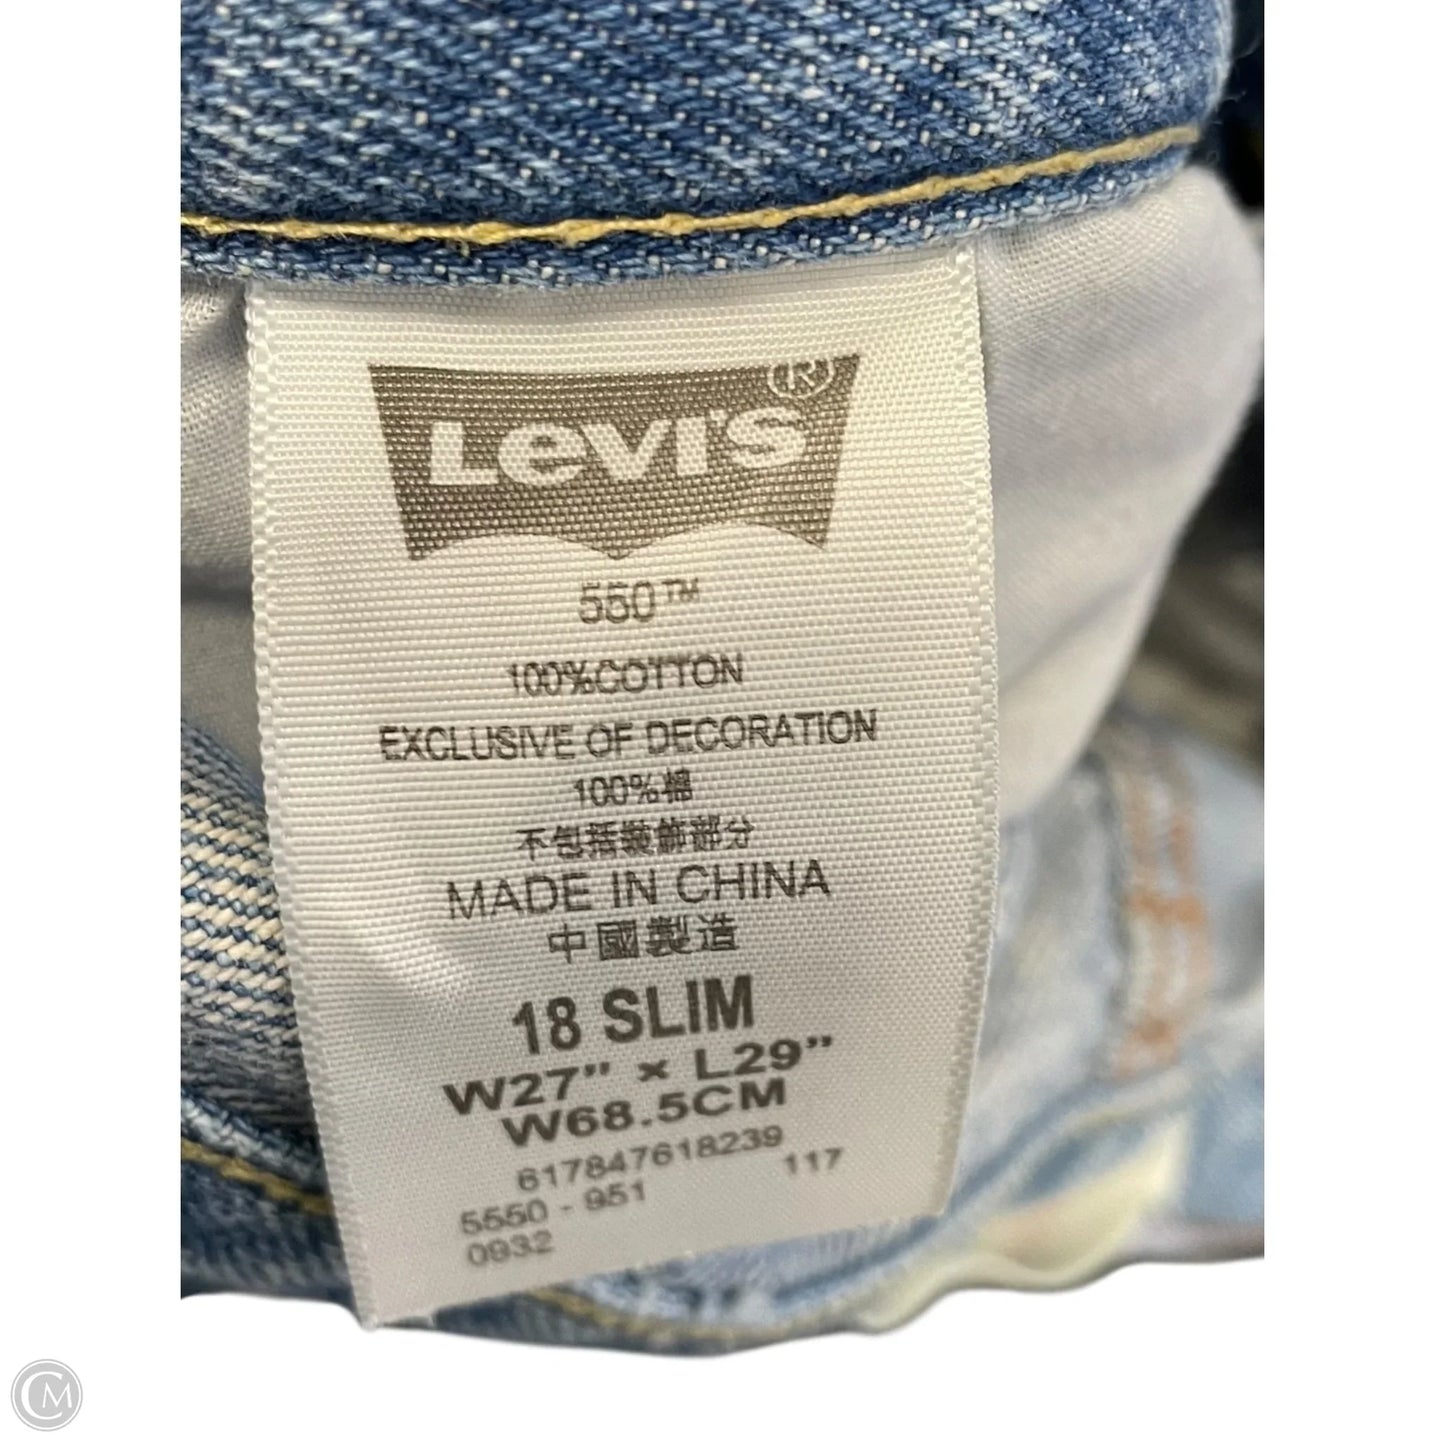 LEVI'S ®
550™
100%COTTON
EXCLUSIVE OF DECORATION
100%棉
不包括裝飾部分
MADE IN CHINA
中國製造
18 SLIM
W27" × L29"
W68.5CM
617847618239
5550 - 951 117
0932
CM